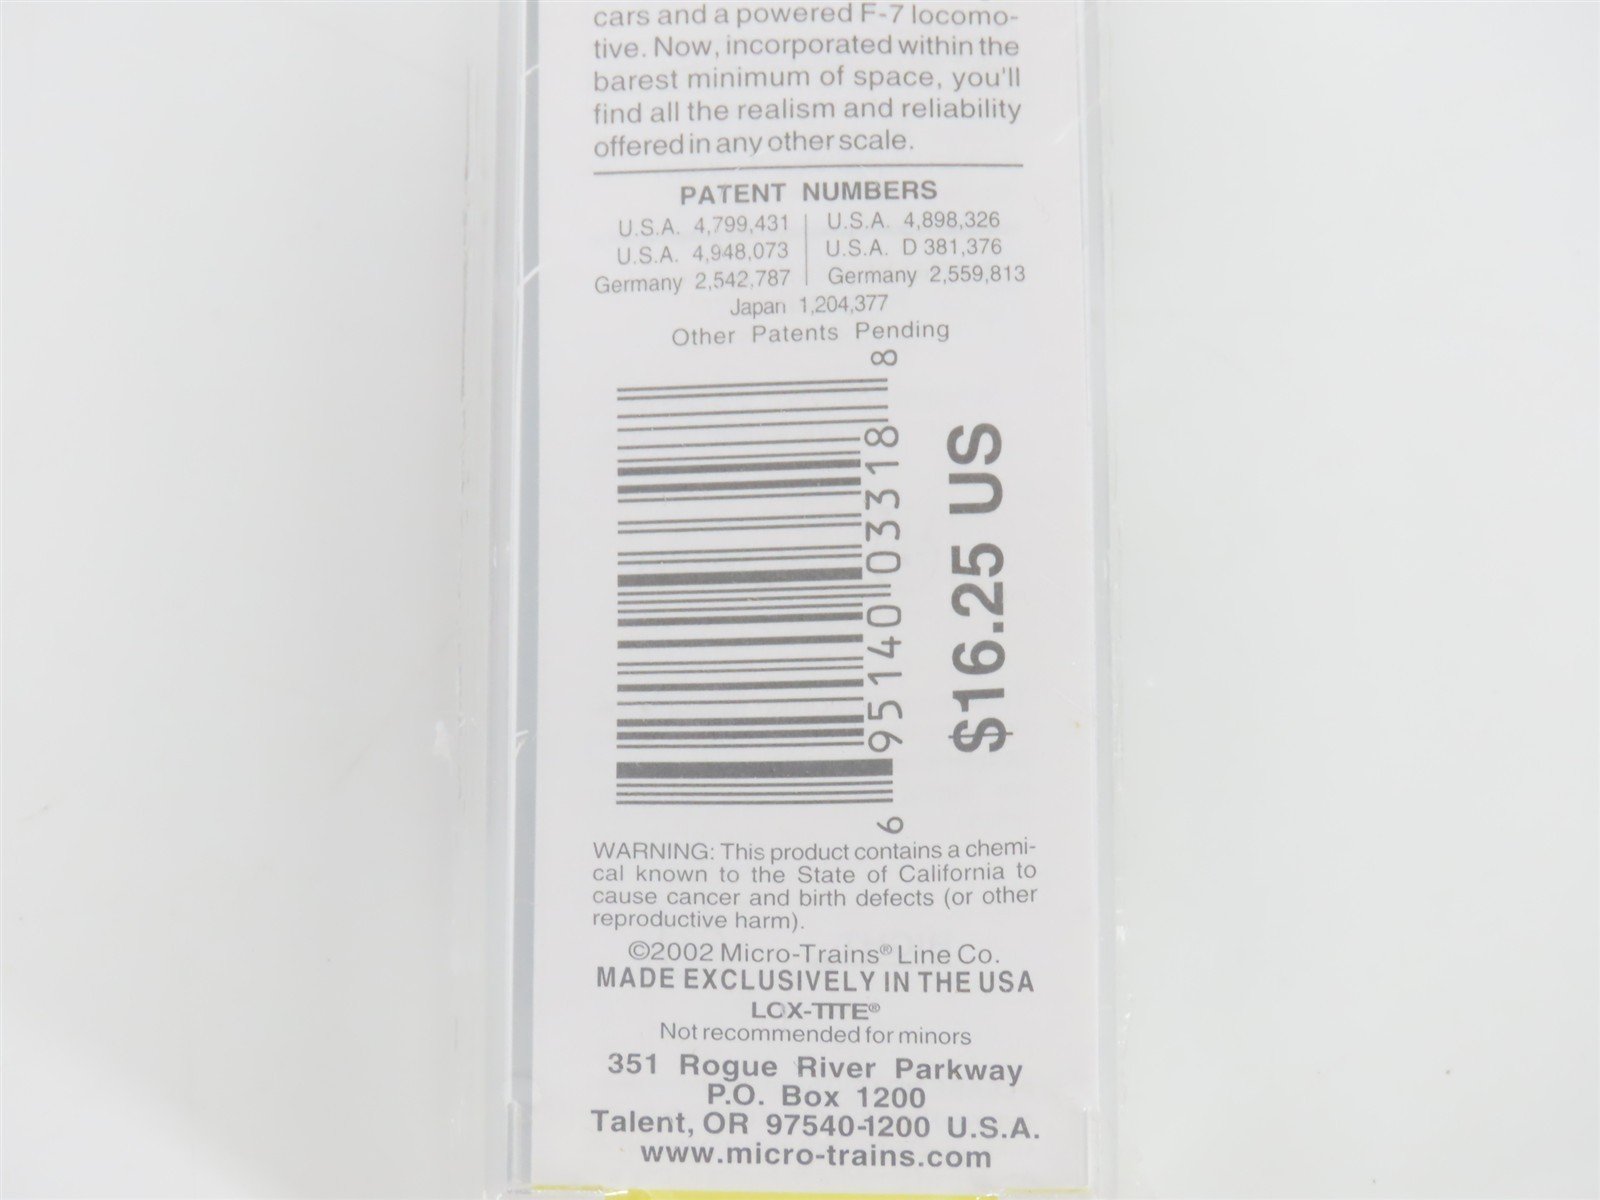 cars and a powered F-7 locomo-
tive. Now, incorporated within the
barest minimum of space, you'll
find all the realism and reliability
offered in any other scale.
PATENT NUMBERS
U.S.A. 4,799,431 U.S.A. 4,898,326
U.S.A. 4,948,073 U.S.A. D 381,376
Germany 2,542,787 Germany 2,559,813
Japan 1,204,377
Other Patents Pending
6 95140 03318 8
$16.25 US
WARNING: This product contains a chemi-
cal known to the State of California to
cause cancer and birth defects (or other
reproductive harm).
©2002 Micro-Trains® Line Co.
MADE EXCLUSIVELY IN THE USA
LOX-TITE®
Not recommended for minors
351 Rogue River Parkway
P.O. Box 1200
Talent, OR 97540-1200 U.S.A.
www.micro-trains.com